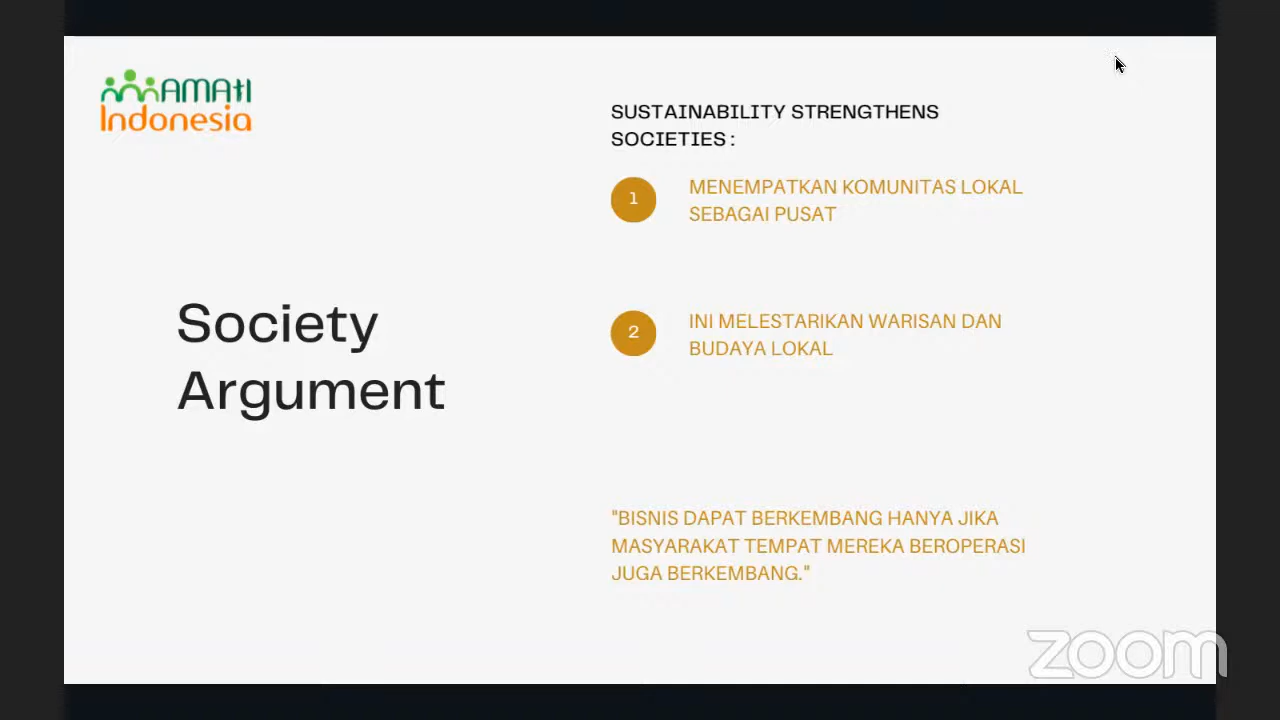 AMATI
Indonesia
SUSTAINABILITY STRENGTHENS
SOCIETIES :
1
MENEMPATKAN KOMUNITAS LOKAL
SEBAGAI PUSAT
Society
Argument
2
INI MELESTARIKAN WARISAN DAN
BUDAYA LOKAL
"BISNIS DAPAT BERKEMBANG HANYA JIKA
MASYARAKAT TEMPAT MEREKA BEROPERASI
JUGA BERKEMBANG."
zoom